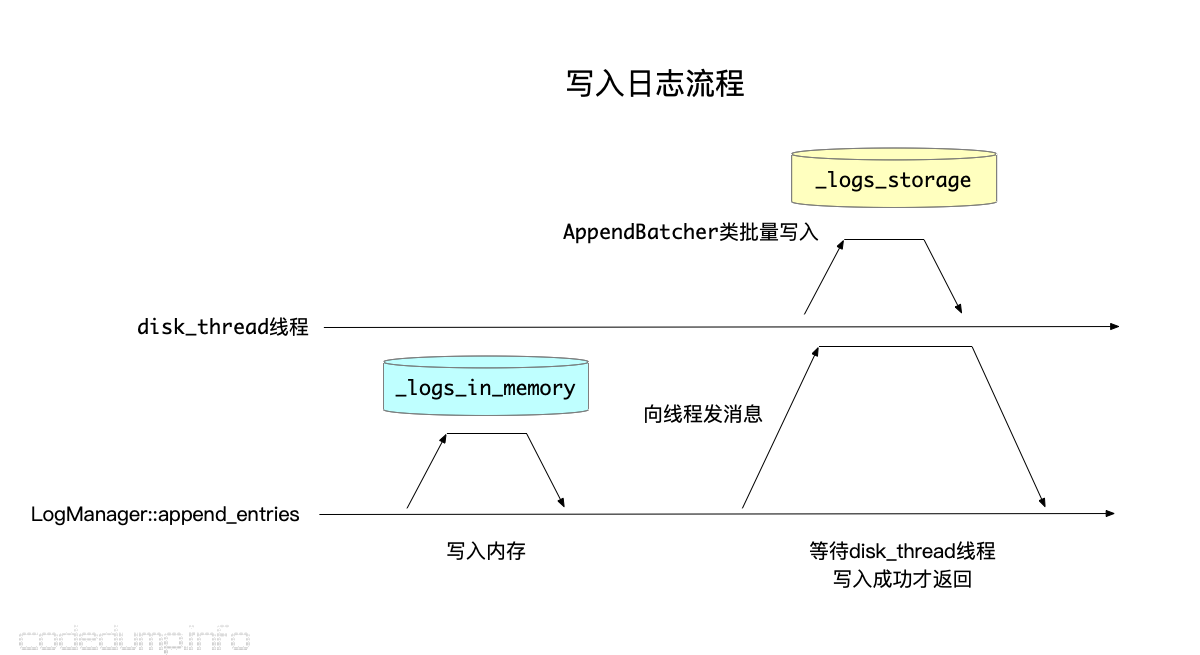 写入日志流程
_logs_storage
AppendBatcher类批量写入
disk_thread线程
_logs_in_memory
向线程发消息
LogManager::append_entries
写入内存
等待disk_thread线程
写入成功才返回
codedump.info